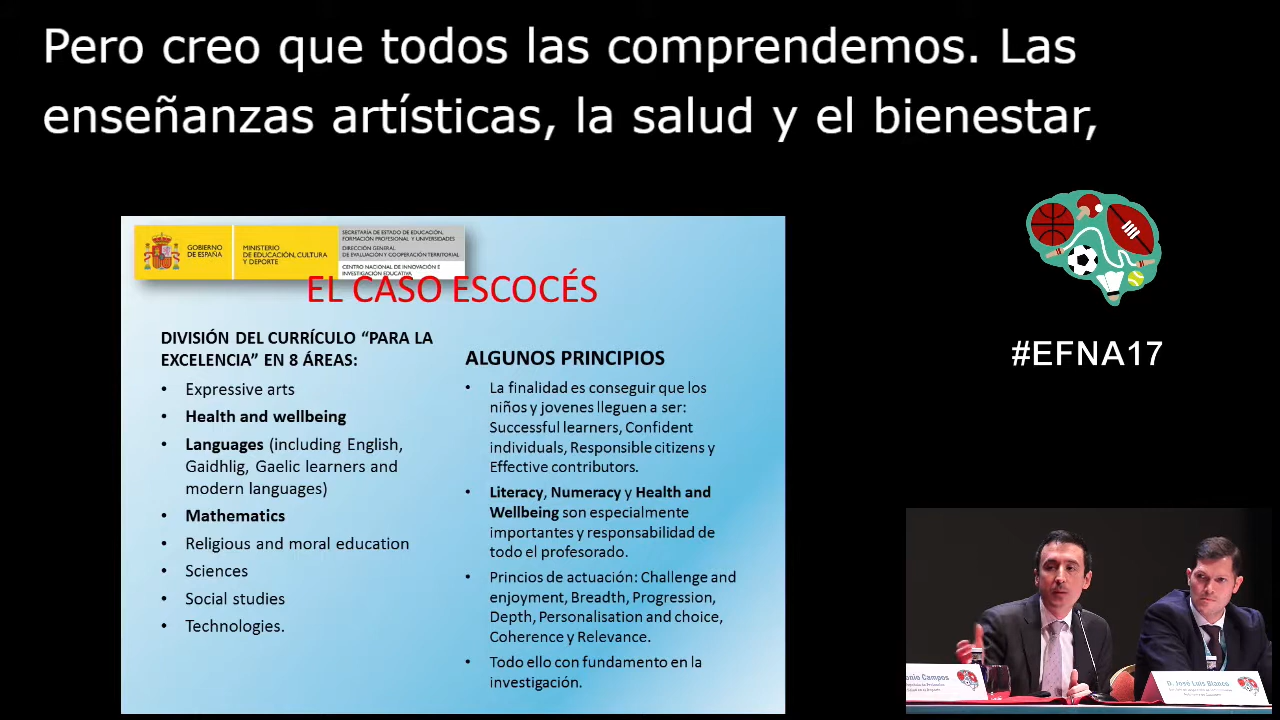 Pero creo que todos las comprendemos. Las
enseñanzas artísticas, la salud y el bienestar,
GOBIERNO
DE ESPAÑA
MINISTERIO
DE EDUCACIÓN, CULTURA
Y DEPORTE
SECRETARÍA DE ESTADO DE EDUCACIÓN,
FORMACIÓN PROFESIONAL Y UNIVERSIDADES
DIRECCIÓN GENERAL
DE EVALUACIÓN Y COOPERACIÓN TERRITORIAL
CENTRO NACIONAL DE INNOVACIÓN E
INVESTIGACIÓN EDUCATIVA
EL CASO ESCOCÉS
DIVISIÓN DEL CURRÍCULO “PARA LA
EXCELENCIA” EN 8 ÁREAS:
• Expressive arts
• Health and wellbeing
• Languages (including English,
Gaidhlig, Gaelic learners and
modern languages)
• Mathematics
• Religious and moral education
• Sciences
• Social studies
• Technologies.
ALGUNOS PRINCIPIOS
• La finalidad es conseguir que los
niños y jovenes lleguen a ser:
Successful learners, Confident
individuals, Responsible citizens y
Effective contributors.
• Literacy, Numeracy y Health and
Wellbeing son especialmente
importantes y responsabilidad de
todo el profesorado.
• Princios de actuación: Challenge and
enjoyment, Breadth, Progression,
Depth, Personalisation and choice,
Coherence y Relevance.
• Todo ello con fundamento en la
investigación.
#EFNA17
onio Campos
D. José Luis Blanco